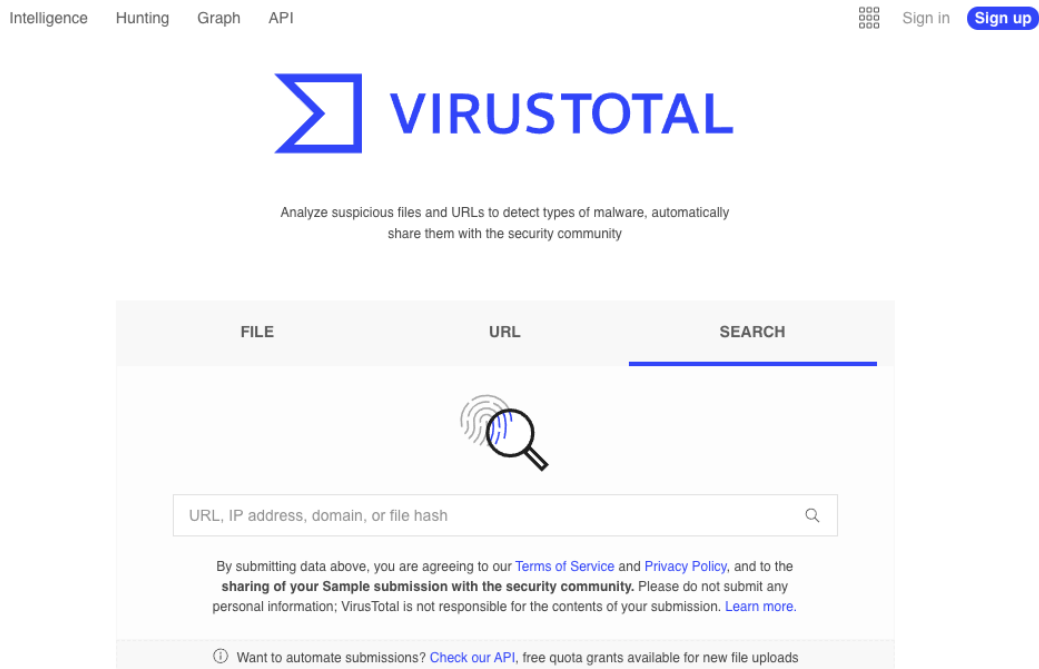 Intelligence Hunting Graph API Sign in Sign up
VIRUSTOTAL
Analyze suspicious files and URLs to detect types of malware, automatically
share them with the security community
FILE URL SEARCH
URL, IP address, domain, or file hash
By submitting data above, you are agreeing to our Terms of Service and Privacy Policy, and to the
sharing of your Sample submission with the security community. Please do not submit any
personal information; VirusTotal is not responsible for the contents of your submission. Learn more.
Want to automate submissions? Check our API, free quota grants available for new file uploads